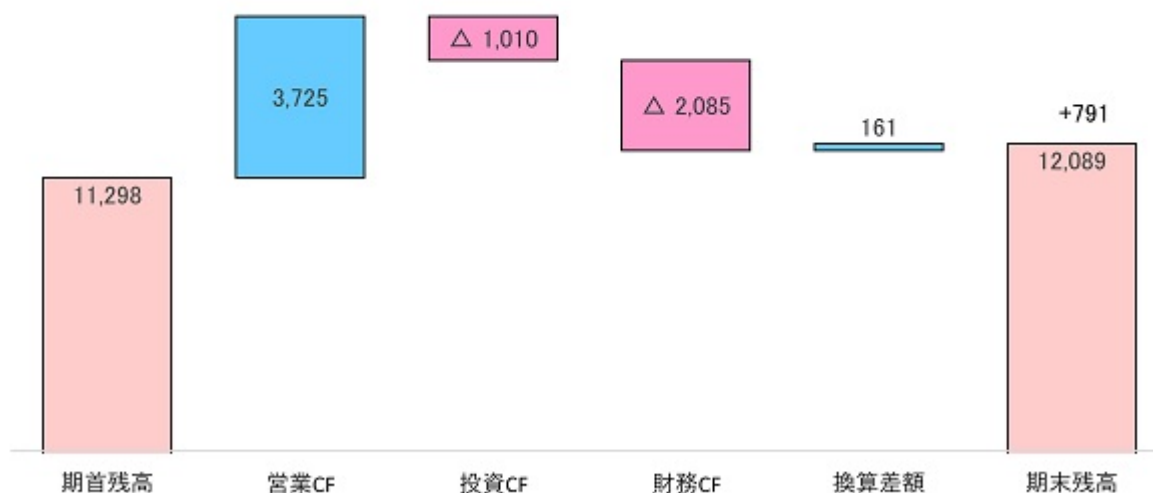 △ 1,010
3,725
△ 2,085
+791
161
12,089
11,298
期首残高
営業CF
投資CF
財務CF
換算差額
期末残高